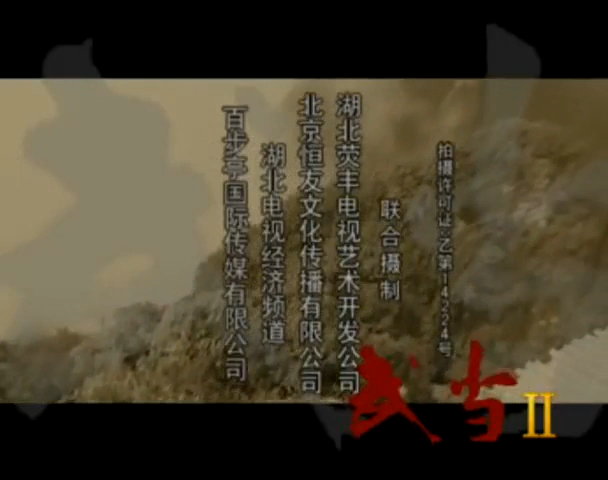 拍摄许可证:乙第14224号
联合摄制
湖北荧丰电视艺术开发公司
北京恒友文化传播有限公司
湖北电视经济频道
百步亭国际传媒有限公司
武当II